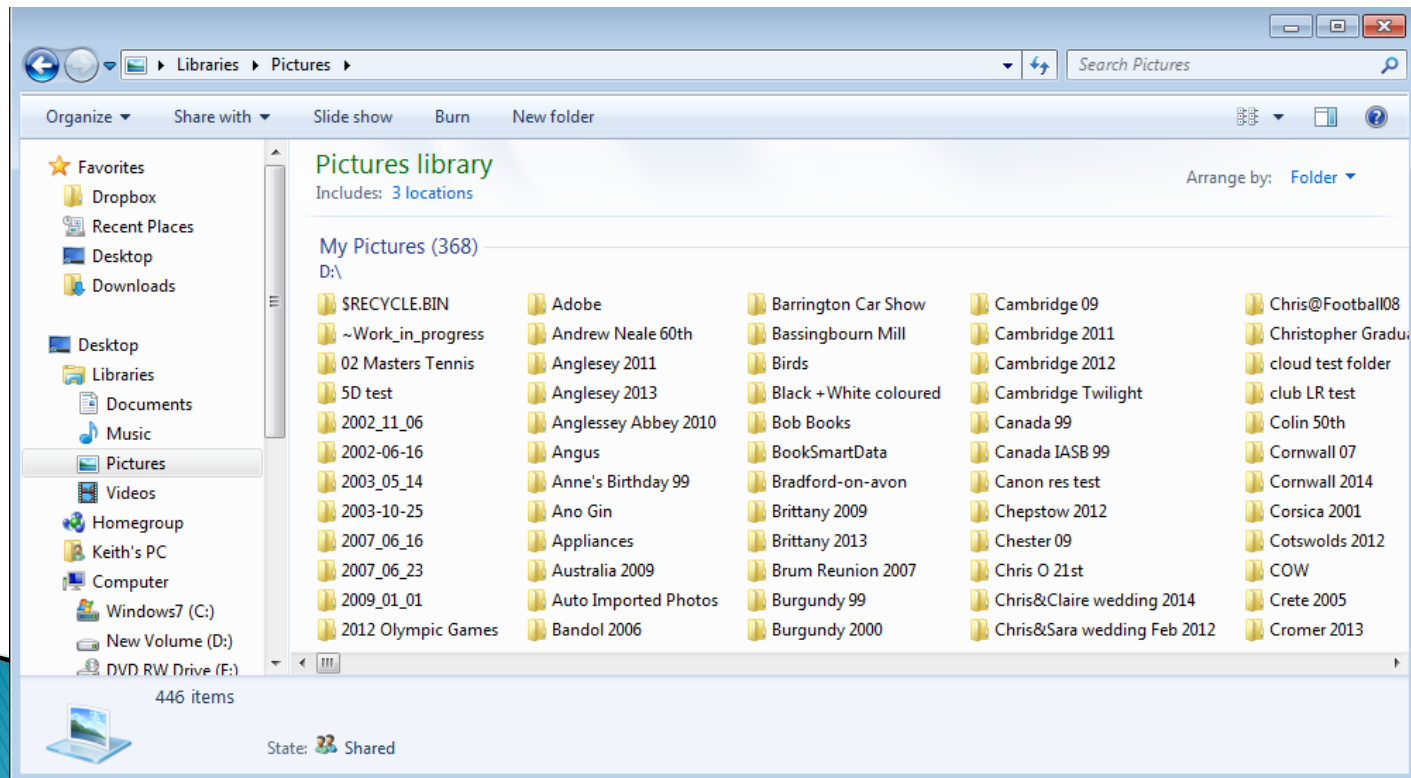 Libraries Pictures
Search Pictures
Organize Share with Slide show Burn New folder
Favorites
Dropbox
Recent Places
Desktop
Downloads
Desktop
Libraries
Documents
Music
Pictures
Videos
Homegroup
Keith's PC
Computer
Windows7 (C:)
New Volume (D:)
DVD RW Drive (E:)
Pictures library
Includes: 3 locations
Arrange by: Folder
My Pictures (368)
D:\
$RECYCLE.BIN
~Work_in_progress
02 Masters Tennis
5D test
2002_11_06
2002-06-16
2003_05_14
2003-10-25
2007_06_16
2007_06_23
2009_01_01
2012 Olympic Games
Adobe
Andrew Neale 60th
Anglesey 2011
Anglesey 2013
Anglessey Abbey 2010
Angus
Anne's Birthday 99
Ano Gin
Appliances
Australia 2009
Auto Imported Photos
Bandol 2006
Barrington Car Show
Bassingbourn Mill
Birds
Black +White coloured
Bob Books
BookSmartData
Bradford-on-avon
Brittany 2009
Brittany 2013
Brum Reunion 2007
Burgundy 99
Burgundy 2000
Cambridge 09
Cambridge 2011
Cambridge 2012
Cambridge Twilight
Canada 99
Canada IASB 99
Canon res test
Chepstow 2012
Chester 09
Chris O 21st
Chris&Claire wedding 2014
Chris&Sara wedding Feb 2012
Chris@Football08
Christopher Gradua
cloud test folder
club LR test
Colin 50th
Cornwall 07
Cornwall 2014
Corsica 2001
Cotswolds 2012
COW
Crete 2005
Cromer 2013
446 items
State: Shared